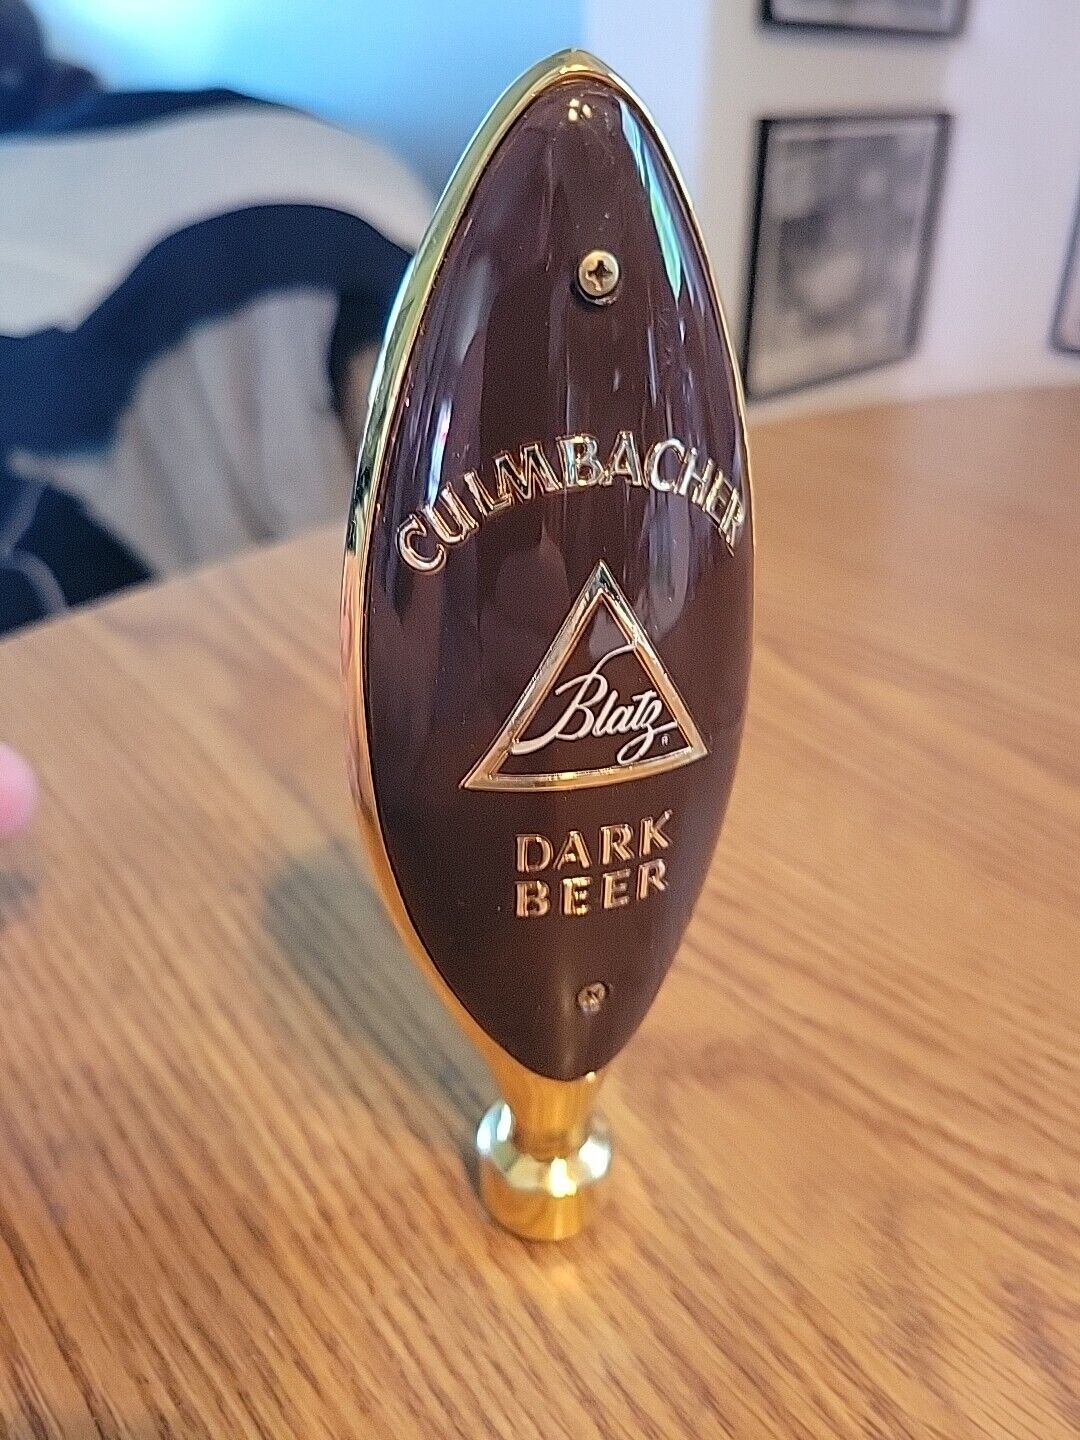 CULMBACHER
Blatz ®
DARK
BEER